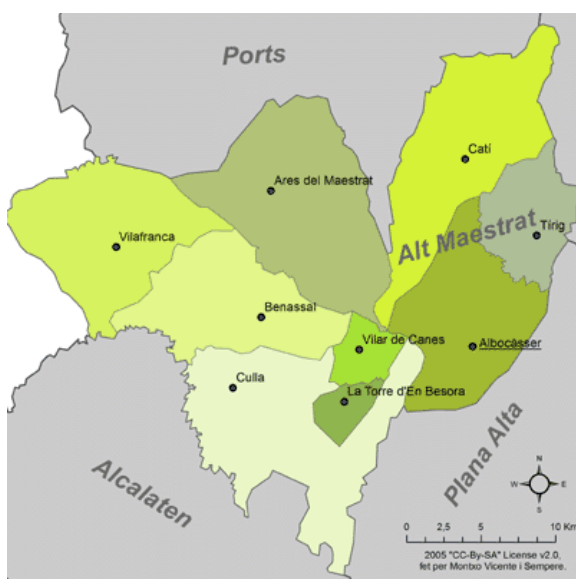 Ports
Catí
Ares del Maestrat
Tírig
Alt Maestrat
Vilafranca
Benassal
Vilar de Canes
Albocàsser
Culla
La Torre d'En Besora
Alcalaten
Plana Alta
N
W
E
S
0 2,5 5 10 Km
2005 "CC-By-SA" License v2.0,
fet per Montxo Vicente i Sempere.